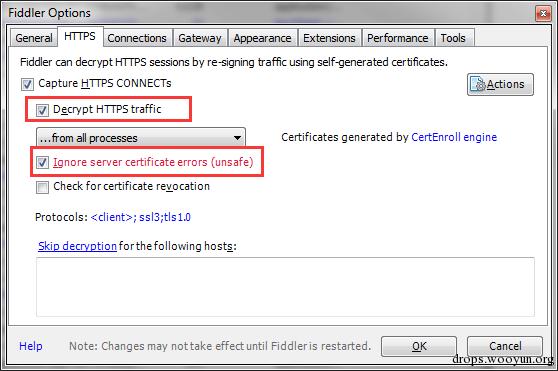 Fiddler Options
General HTTPS Connections Gateway Appearance Extensions Performance Tools
Fiddler can decrypt HTTPS sessions by re-signing traffic using self-generated certificates.
Capture HTTPS CONNECTs
Actions
Decrypt HTTPS traffic
...from all processes
Certificates generated by CertEnroll engine
Ignore server certificate errors (unsafe)
Check for certificate revocation
Protocols: <client>; ssl3;tls1.0
Skip decryption for the following hosts:
Help
Note: Changes may not take effect until Fiddler is restarted.
OK
Cancel
drops.wooyun.org